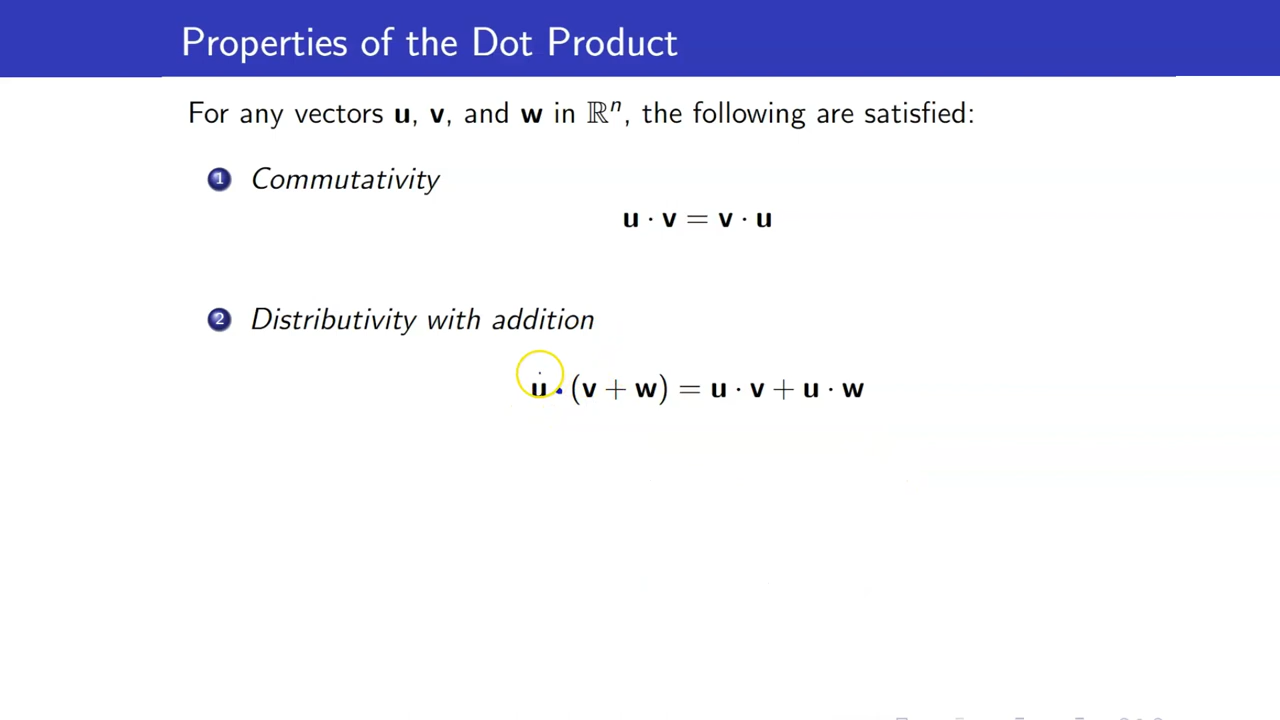 Properties of the Dot Product
For any vectors u, v, and w in ℝⁿ, the following are satisfied:
1 Commutativity
u · v = v · u
2 Distributivity with addition
u · (v + w) = u · v + u · w